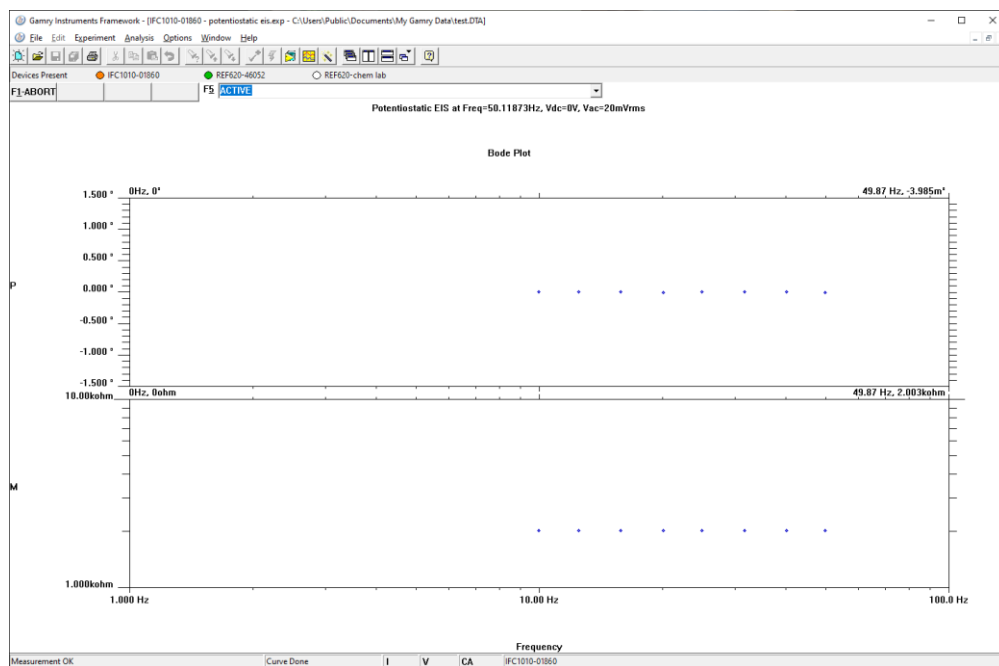 Gamry Instruments Framework - [IFC1010-01860 - potentiostatic eis.exp - C:\Users\Public\Documents\My Gamry Data\test.DTA]
File Edit Experiment Analysis Options Window Help
Devices Present IFC1010-01860 REF620-46052 REF620-chem lab
F1-ABORT F5 ACTIVE
Potentiostatic EIS at Freq=50.11873Hz, Vdc=0V, Vac=20mVrms
Bode Plot
1.500 ° 0Hz, 0° 49.87 Hz, -3.985m°
1.000 °
0.500 °
P 0.000 °
-0.500 °
-1.000 °
-1.500 °
10.00kohm 0Hz, 0ohm 49.87 Hz, 2.003kohm
M
1.000kohm
1.000 Hz 10.00 Hz 100.0 Hz
Frequency
Measurement OK Curve Done I V CA IFC1010-01860